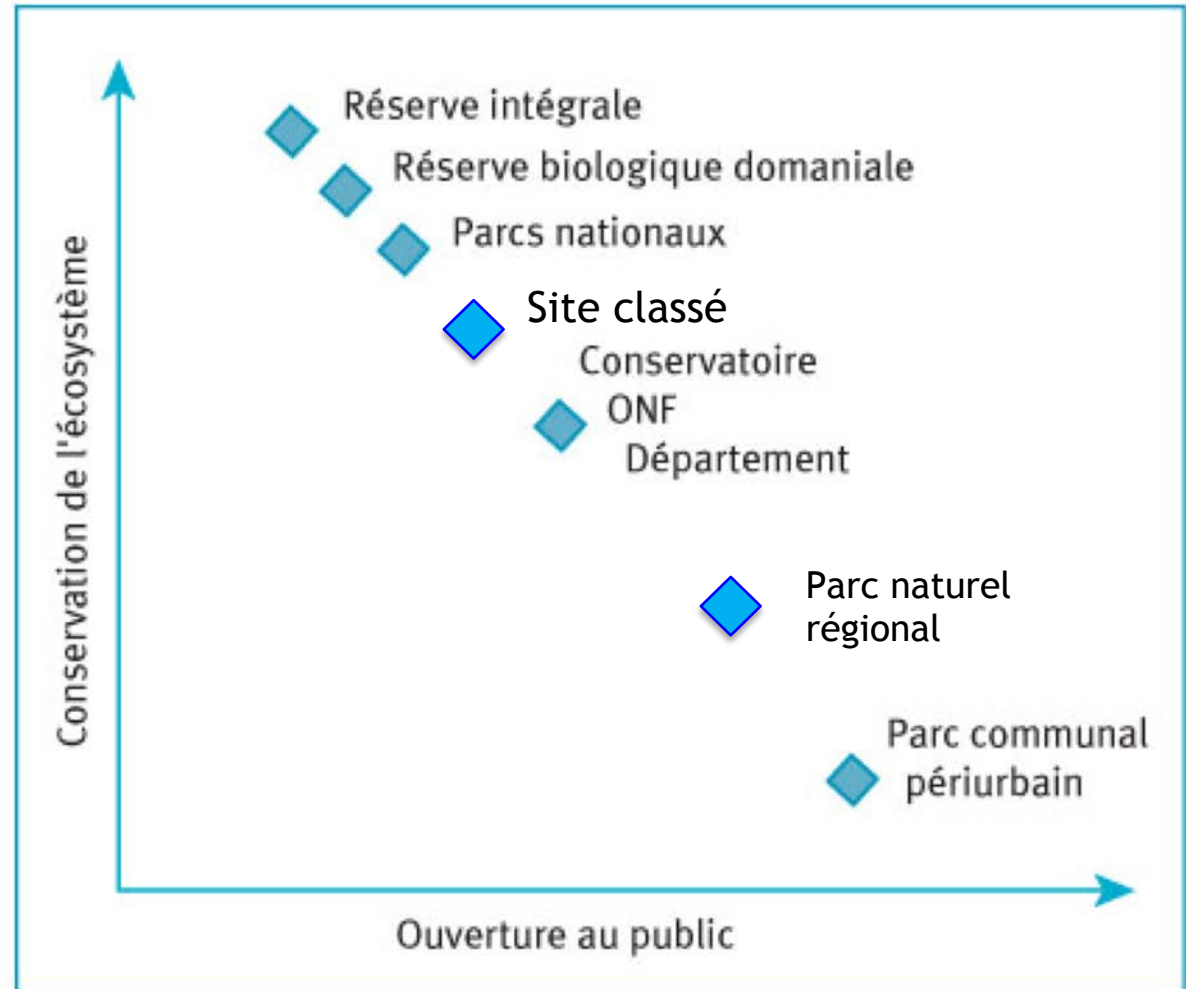 Réserve intégrale
Réserve biologique domaniale
Parcs nationaux
Site classé
Conservatoire
ONF
Département
Parc naturel
régional
Parc communal
périurbain
Conservation de l'écosystème
Ouverture au public